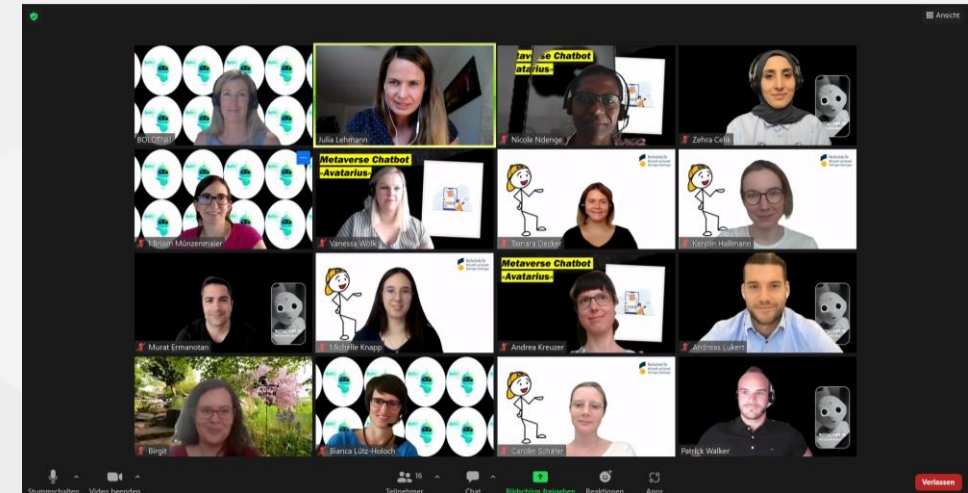 Ansicht
Metaverse Chatbot
Julia Lehmann
Nicole Ndenge
Zehra Celik
Metaverse Chatbot
-Avatarius-
Miriam Münzenmaier
Vanessa Wölk
Tamara Decker
Kerstin Hallmann
Metaverse Chatbot
-Avatarius-
Murat Ermanotan
Michelle Knapp
Andrea Kreuzer
Andreas Lukert
Birgit
Bianca Lütz-Holoch
Carolin Schäfer
Patrick Walker
16
Stummschalten
Video beenden
Teilnehmer
Chat
Bildschirm freigeben
Reaktionen
Apps
Verlassen